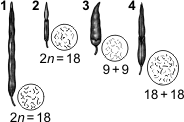 1 2 3 4
2n = 18
9 + 9
18 + 18
2n = 18